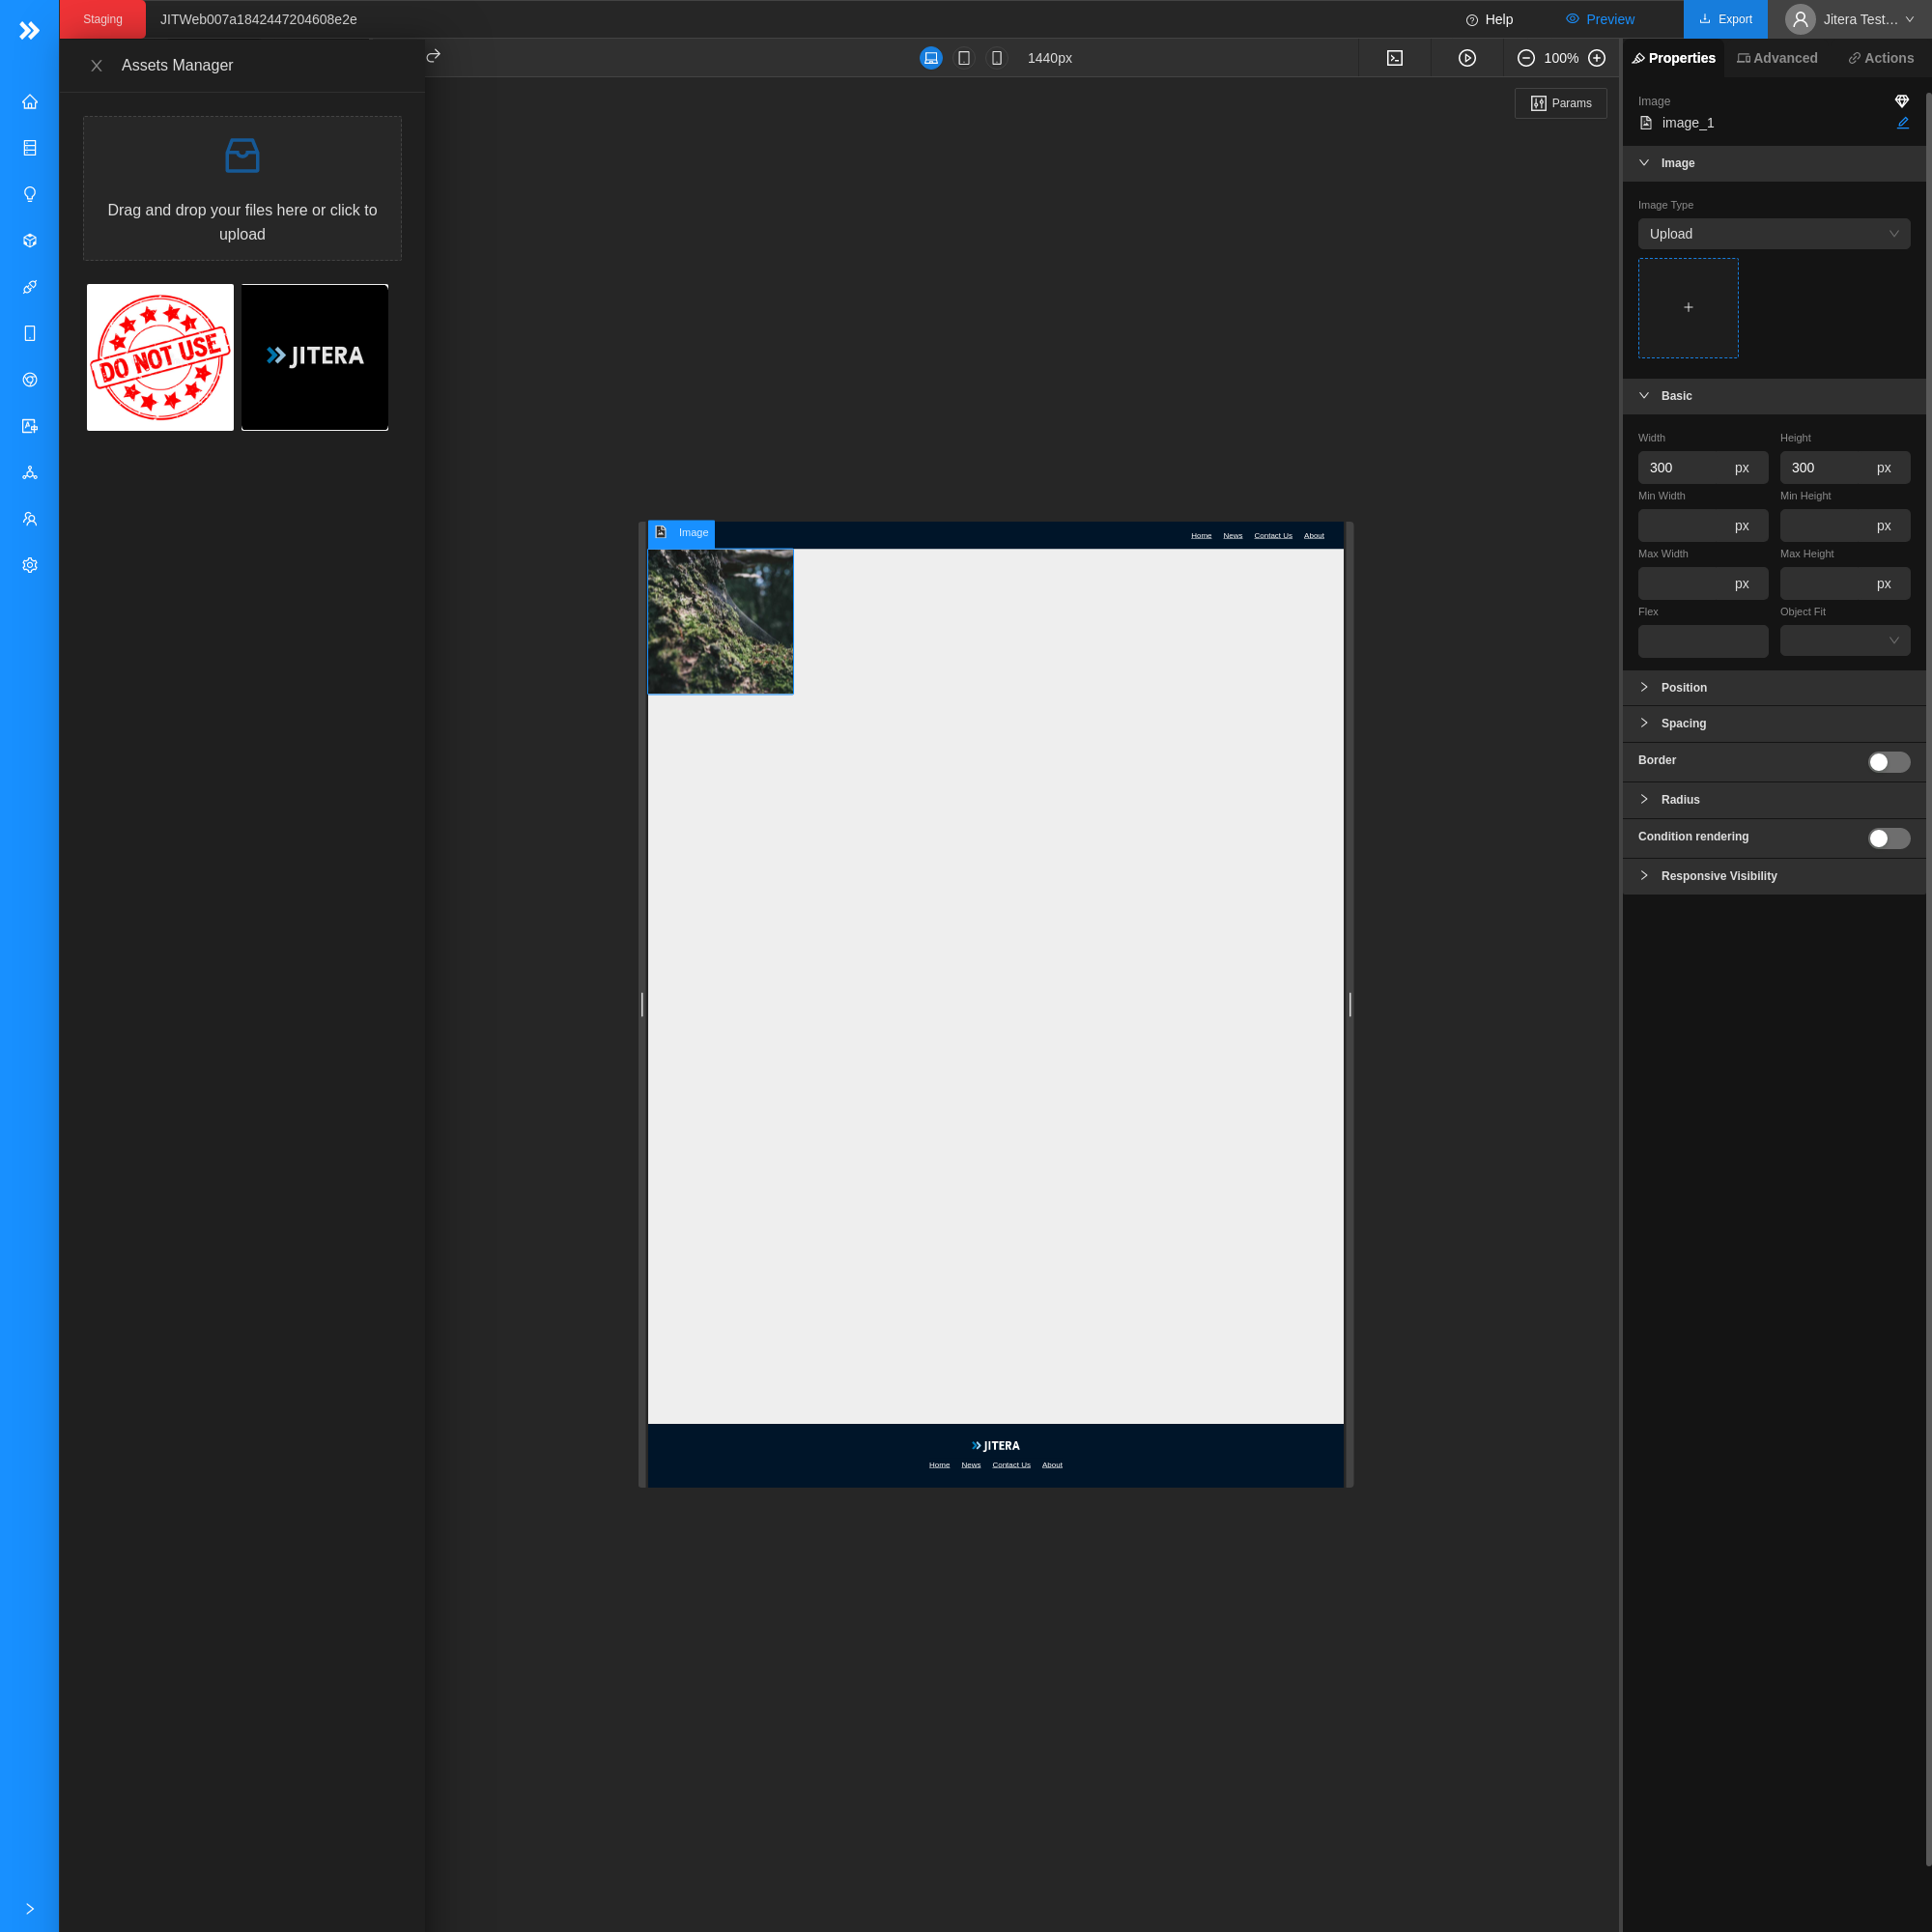 Staging
JITWeb007a1842447204608e2e
Help
Preview
Export
Jitera Test...
Assets Manager
1440px
100%
Properties
Advanced
Actions
Params
Drag and drop your files here or click to
upload
DO NOT USE
JITERA
Image
image_1
Image
Image Type
Upload
Basic
Width
Height
300 px
300 px
Min Width
Min Height
px
px
Max Width
Max Height
px
px
Flex
Object Fit
Position
Spacing
Border
Radius
Condition rendering
Responsive Visibility
Image
Home
News
Contact Us
About
JITERA
Home
News
Contact Us
About